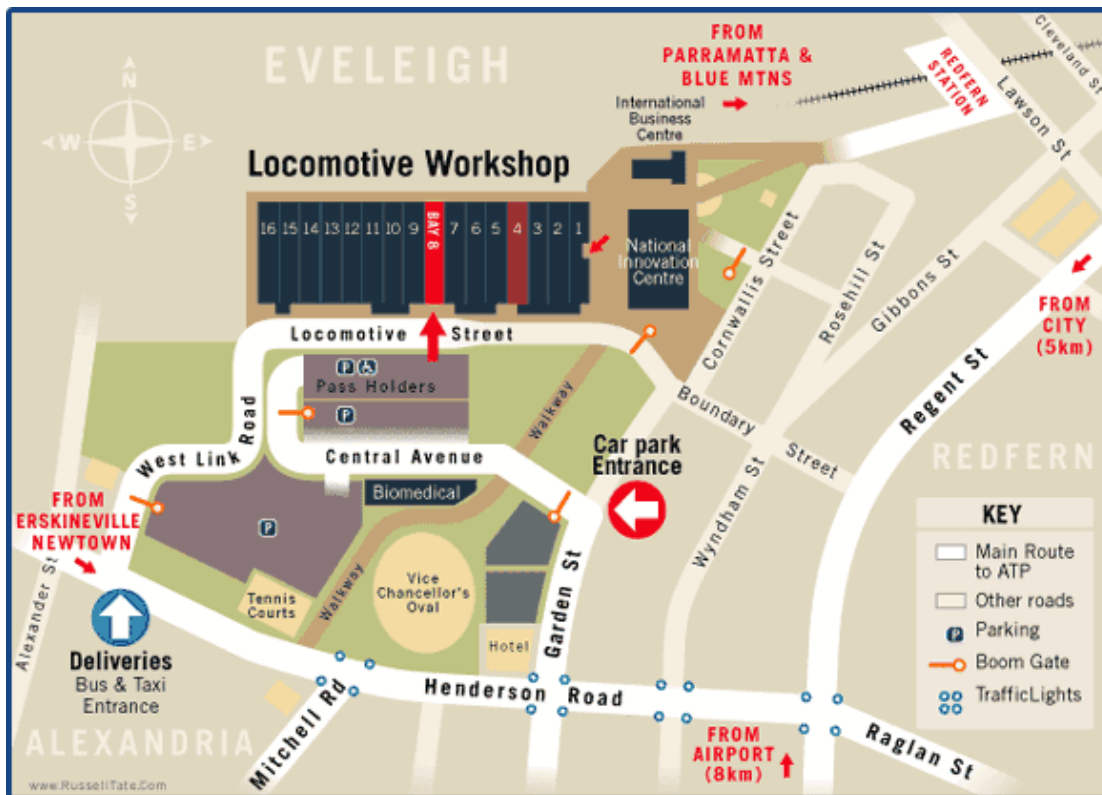 EVELEIGH
FROM
PARRAMATTA &
BLUE MTNS
Cleveland St
REDFERN
STATION
Lawson St
N
W
E
S
International
Business
Centre
Locomotive Workshop
16 15 14 13 12 11 10 9 BAY 8 7 6 5 4 3 2 1
National
Innovation
Centre
Cornwallis Street
Rosehill St
Gibbons St
FROM
CITY
(5km)
Regent St
Locomotive Street
P
Pass Holders
P
Walkway
Boundary Street
West Link Road
Central Avenue
Car park
Entrance
REDFERN
Biomedical
FROM
ERSKINEVILLE
NEWTOWN
P
Wyndham St
KEY
Main Route
to ATP
Other roads
P Parking
Boom Gate
TrafficLights
Alexander St
Tennis
Courts
Walkway
Vice
Chancellor's
Oval
Garden St
Hotel
Deliveries
Bus & Taxi
Entrance
Henderson Road
Mitchell Rd
ALEXANDRIA
FROM
AIRPORT
(8km)
Raglan St
www.RussellTate.Com